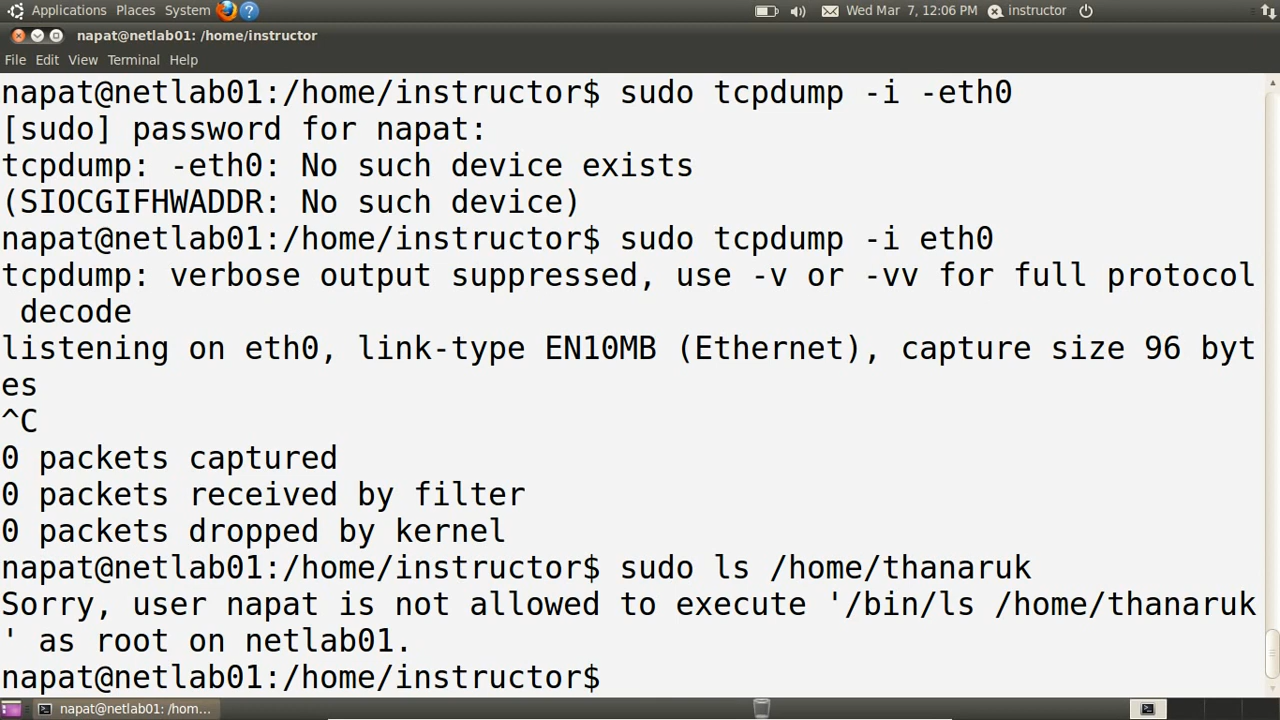 Applications Places System Wed Mar 7, 12:06 PM instructor
napat@netlab01: /home/instructor
File Edit View Terminal Help
napat@netlab01:/home/instructor$ sudo tcpdump -i -eth0
[sudo] password for napat:
tcpdump: -eth0: No such device exists
(SIOCGIFHWADDR: No such device)
napat@netlab01:/home/instructor$ sudo tcpdump -i eth0
tcpdump: verbose output suppressed, use -v or -vv for full protocol
 decode
listening on eth0, link-type EN10MB (Ethernet), capture size 96 byt
es
^C
0 packets captured
0 packets received by filter
0 packets dropped by kernel
napat@netlab01:/home/instructor$ sudo ls /home/thanaruk
Sorry, user napat is not allowed to execute '/bin/ls /home/thanaruk
' as root on netlab01.
napat@netlab01:/home/instructor$
napat@netlab01: /hom...